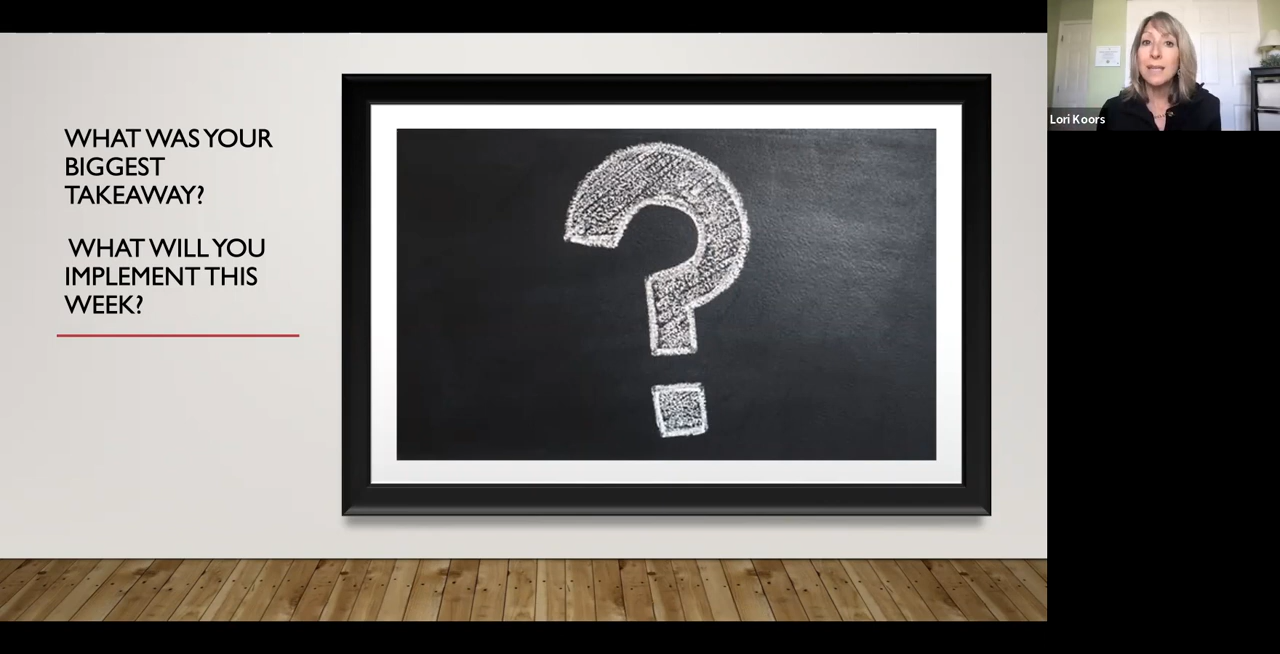 WHAT WAS YOUR
BIGGEST
TAKEAWAY?
WHAT WILL YOU
IMPLEMENT THIS
WEEK?
?
Lori Koors